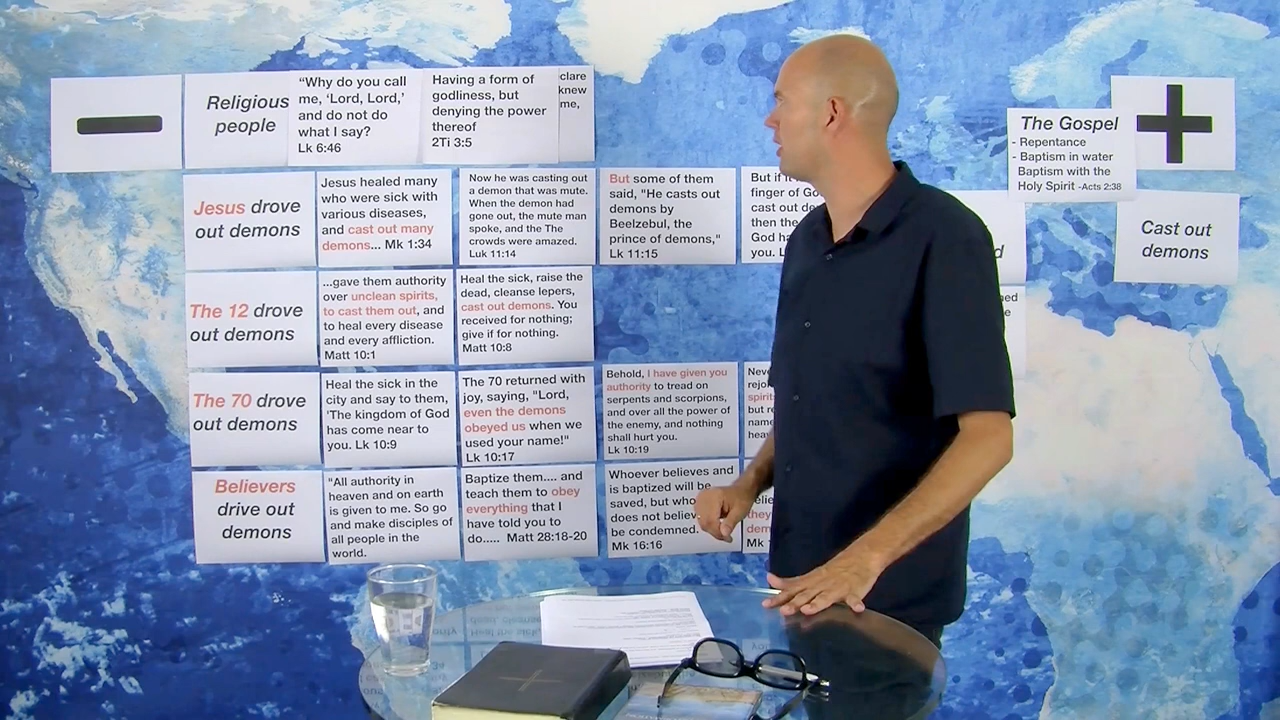 Religious
people
“Why do you call
me, ‘Lord, Lord,’
and do not do
what I say?
Lk 6:46
Having a form of
godliness, but
denying the power
thereof
2Ti 3:5
clare
knew
me,
The Gospel
- Repentance
- Baptism in water
Baptism with the
Holy Spirit -Acts 2:38
Jesus drove
out demons
Jesus healed many
who were sick with
various diseases,
and cast out many
demons... Mk 1:34
Now he was casting out
a demon that was mute.
When the demon had
gone out, the mute man
spoke, and the The
crowds were amazed.
Luk 11:14
But some of them
said, "He casts out
demons by
Beelzebul, the
prince of demons,"
Lk 11:15
But if it
finger of Go
cast out de
then the
God ha
you. L
d
Cast out
demons
The 12 drove
out demons
...gave them authority
over unclean spirits,
to cast them out, and
to heal every disease
and every affliction.
Matt 10:1
Heal the sick, raise the
dead, cleanse lepers,
cast out demons. You
received for nothing;
give if for nothing.
Matt 10:8
ned
The 70 drove
out demons
Heal the sick in the
city and say to them,
'The kingdom of God
has come near to
you. Lk 10:9
The 70 returned with
joy, saying, "Lord,
even the demons
obeyed us when we
used your name!"
Lk 10:17
Behold, I have given you
authority to tread on
serpents and scorpions,
and over all the power of
the enemy, and nothing
shall hurt you.
Lk 10:19
Nev
rejoi
spirit
but r
nam
hea
Believers
drive out
demons
"All authority in
heaven and on earth
is given to me. So go
and make disciples of
all people in the
world.
Baptize them.... and
teach them to obey
everything that I
have told you to
do..... Matt 28:18-20
Whoever believes and
is baptized will be
saved, but who
does not believ
be condemned.
Mk 16:16
elie
they
dem
Mk 1